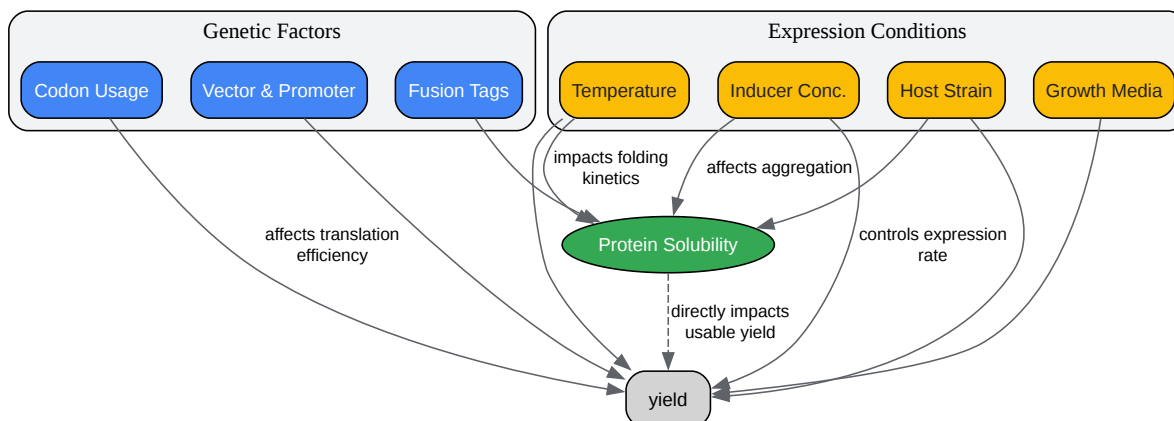 Genetic Factors
Expression Conditions
Codon Usage
Vector & Promoter
Fusion Tags
Temperature
Inducer Conc.
Host Strain
Growth Media
impacts folding
kinetics
affects aggregation
affects translation
efficiency
Protein Solubility
controls expression
rate
directly impacts
usable yield
yield